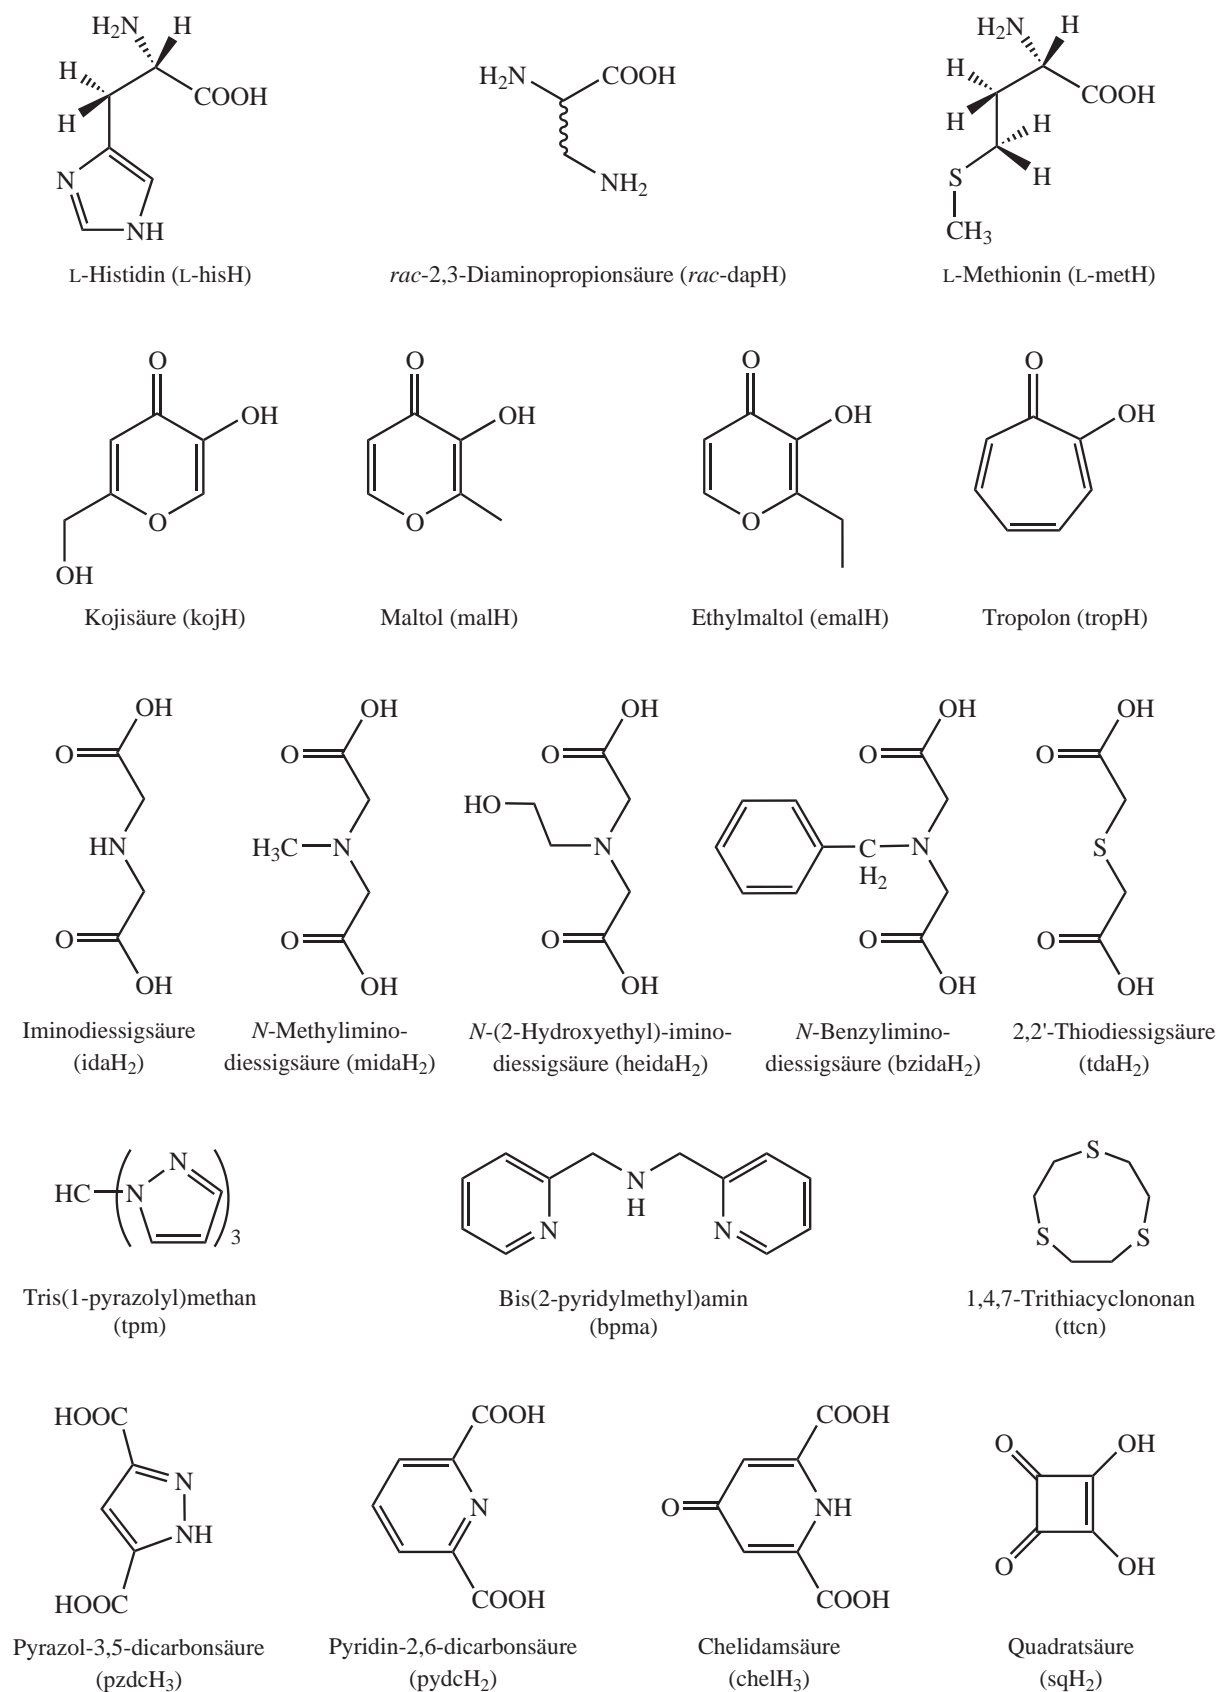 H₂N H H₂N H
H H₂N COOH H
H COOH H COOH
N NH₂ H
S H
NH CH₃
L-Histidin (L-hisH) rac-2,3-Diaminopropionsäure (rac-dapH) L-Methionin (L-metH)
O O O O
OH OH OH OH
O O O
OH
Kojisäure (kojH) Maltol (malH) Ethylmaltol (emalH) Tropolon (tropH)
OH OH OH OH OH
O O O O O
HO
HN H₃C N N C N S
H₂
O O O O O
OH OH OH OH OH
Iminodiessigsäure N-Methylimino- N-(2-Hydroxyethyl)-imino- N-Benzylimino- 2,2'-Thiodiessigsäure
(idaH₂) diessigsäure (midaH₂) diessigsäure (heidaH₂) diessigsäure (bzidaH₂) (tdaH₂)
N S
HC ( N ) N H
3 N N S S
Tris(1-pyrazolyl)methan Bis(2-pyridylmethyl)amin 1,4,7-Trithiacyclononan
(tpm) (bpma) (ttcn)
HOOC COOH COOH
O OH
N N O NH
NH
HOOC COOH COOH O OH
Pyrazol-3,5-dicarbonsäure Pyridin-2,6-dicarbonsäure Chelidamsäure Quadratsäure
(pzdcH₃) (pydcH₂) (chelH₃) (sqH₂)